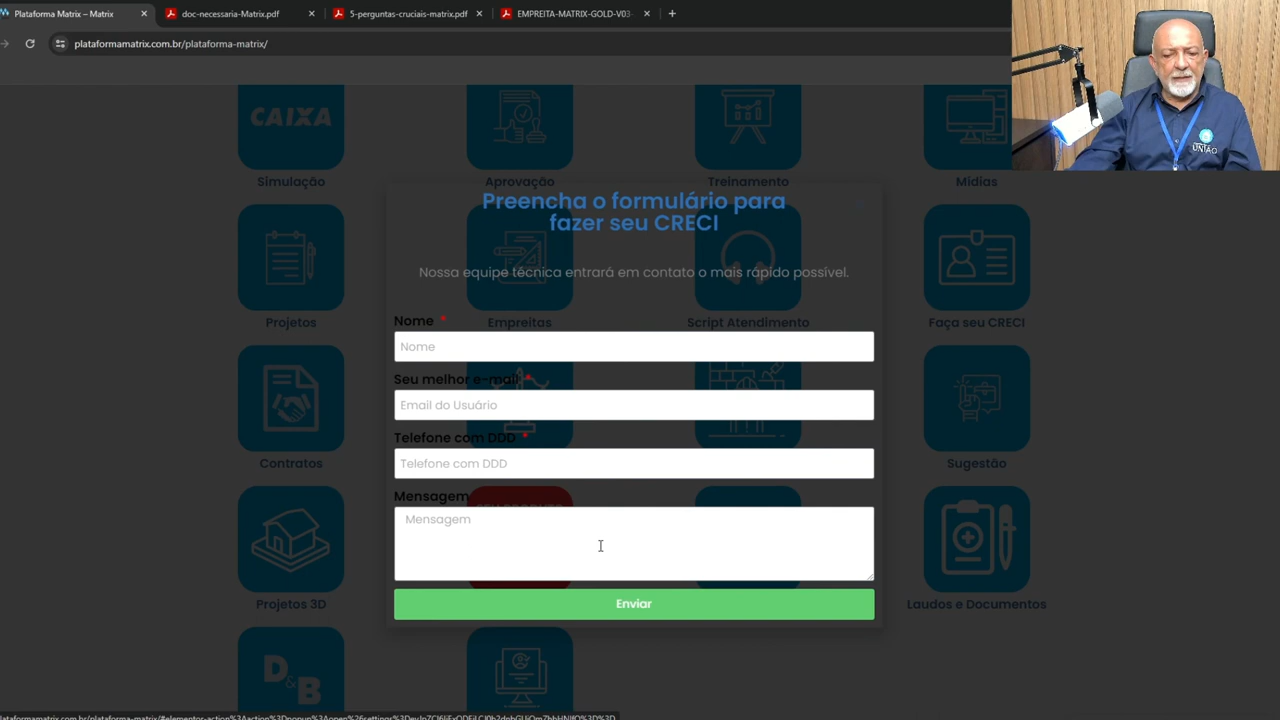 Plataforma Matrix – Matrix
doc-necessaria-Matrix.pdf
5-perguntas-cruciais-matrix.pdf
EMPREITA-MATRIX-GOLD-V03-
plataformamatrix.com.br/plataforma-matrix/
CAIXA
Simulação
Aprovação
Treinamento
Mídias
UNIÃO
Preencha o formulário para
fazer seu CRECI
Nossa equipe técnica entrará em contato o mais rápido possível.
Projetos
Empreitas
Script Atendimento
Faça seu CRECI
Nome *
Nome
Seu melhor e-mail *
Email do Usuário
Telefone com DDD *
Telefone com DDD
Contratos
Sugestão
Mensagem
Mensagem
Enviar
Projetos 3D
Laudos e Documentos
D&B